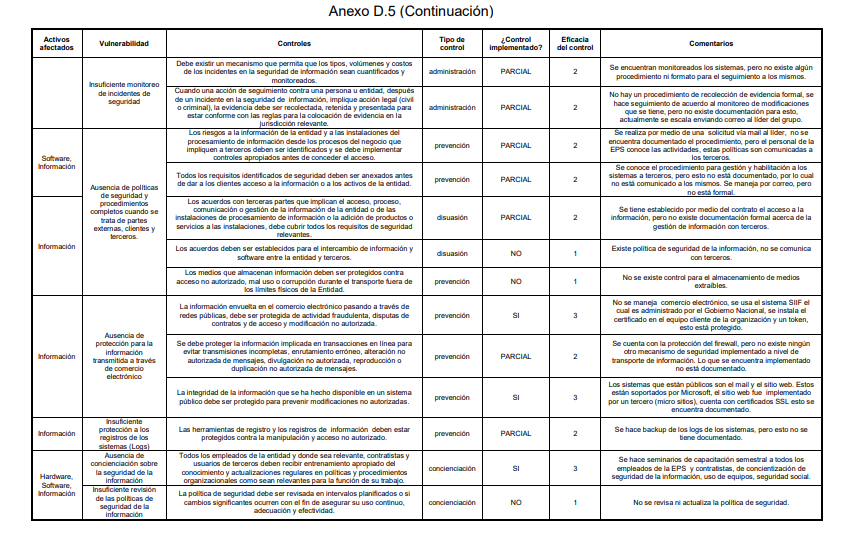 Anexo D.5 (Continuación)
Activos
afectados
Vulnerabilidad
Controles
Tipo de
control
¿Control
implementado?
Eficacia
del control
Comentarios
Software,
Información
Insuficiente monitoreo
de incidentes de
seguridad
Debe existir un mecanismo que permita que los tipos, volúmenes y costos
de los incidentes en la seguridad de información sean cuantificados y
monitoreados.
administración
PARCIAL
2
Se encuentran monitoreados los sistemas, pero no existe algún
procedimiento ni formato para el seguimiento a los mismos.
Cuando una acción de seguimiento contra una persona u entidad, después
de un incidente en la seguridad de información, implique acción legal (civil
o criminal), la evidencia debe ser recolectada, retenida y presentada para
estar conforme con las reglas para la colocación de evidencia en la
jurisdicción relevante.
administración
PARCIAL
2
No hay un procedimiento de recolección de evidencia formal, se
hace seguimiento de acuerdo al monitoreo de modificaciones
que se tiene, pero no existe documentación para esto,
actualmente se escala enviando correo al líder del grupo.
Ausencia de políticas
de seguridad y
procedimientos
completos cuando se
trata de partes
externas, clientes y
terceros.
Los riesgos a la información de la entidad y a las instalaciones del
procesamiento de información desde los procesos del negocio que
impliquen a terceros deben ser identificados y se debe implementar
controles apropiados antes de conceder el acceso.
prevención
PARCIAL
2
Se realiza por medio de una solicitud vía mail al líder, no se
encuentra documentado el procedimiento, pero el personal de la
EPS conoce las actividades, estas políticas son comunicadas a
los terceros.
Todos los requisitos identificados de seguridad deben ser anexados antes
de dar a los clientes acceso a la información o a los activos de la entidad.
prevención
PARCIAL
2
Se conoce el procedimiento para gestión y habilitación a los
sistemas a terceros, pero esto no está documentado, por lo cual
no está comunicado a los mismos. Se maneja por correo, pero
no está formal.
Información
Los acuerdos con terceras partes que implican el acceso, proceso,
comunicación o gestión de la información de la entidad o de las
instalaciones de procesamiento de información o la adición de productos o
servicios a las instalaciones, debe cubrir todos los requisitos de seguridad
relevantes.
disuasión
PARCIAL
2
Se tiene establecido por medio del contrato el acceso a la
información, pero no existe documentación formal acerca de la
gestión de información con terceros.
Los acuerdos deben ser establecidos para el intercambio de información y
software entre la entidad y terceros.
disuasión
NO
1
Existe política de seguridad de la información, no se comunica
con terceros.
Los medios que almacenan información deben ser protegidos contra
acceso no autorizado, mal uso o corrupción durante el transporte fuera de
los límites físicos de la Entidad.
prevención
NO
1
No se existe control para el almacenamiento de medios
extraíbles.
Información
Ausencia de
protección para la
información
transmitida a través
de comercio
electrónico
La información envuelta en el comercio electrónico pasando a través de
redes públicas, debe ser protegida de actividad fraudulenta, disputas de
contratos y de acceso y modificación no autorizada.
prevención
SI
3
No se maneja comercio electrónico, se usa el sistema SIIF el
cual es administrado por el Gobierno Nacional, se instala el
certificado en el equipo cliente de la organización y un token,
esto está protegido.
Se debe proteger la información implicada en transacciones en línea para
evitar transmisiones incompletas, enrutamiento erróneo, alteración no
autorizada de mensajes, divulgación no autorizada, reproducción o
duplicación no autorizada de mensajes.
prevención
PARCIAL
2
Se cuenta con la protección del firewall, pero no existe ningún
otro mecanismo de seguridad implementado a nivel de
transporte de información. Lo que se encuentra implementado
no está documentado.
La integridad de la información que se ha hecho disponible en un sistema
público debe ser protegido para prevenir modificaciones no autorizadas.
prevención
SI
3
Los sistemas que están públicos son el mail y el sitio web. Estos
están soportados por Microsoft, el sitio web fue implementado
por un tercero (micro sitios), cuenta con certificados SSL esto se
encuentra documentado.
Información
Insuficiente
protección a los
registros de los
sistemas (Logs)
Las herramientas de registro y los registros de información deben estar
protegidos contra la manipulación y acceso no autorizado.
prevención
PARCIAL
2
Se hace backup de los logs de los sistemas, pero esto no se
tiene documentado.
Hardware,
Software,
Información
Ausencia de
concienciación sobre
la seguridad de la
información
Todos los empleados de la entidad y donde sea relevante, contratistas y
usuarios de terceros deben recibir entrenamiento apropiado del
conocimiento y actualizaciones regulares en políticas y procedimientos
organizacionales como sean relevantes para la función de su trabajo.
concienciación
SI
3
Se hace seminarios de capacitación semestral a todos los
empleados de la EPS y contratistas, de concientización de
seguridad de la información, uso de equipos, seguridad social.
Insuficiente revisión
de las políticas de
seguridad de la
información
La política de seguridad debe ser revisada en intervalos planificados o si
cambios significantes ocurren con el fin de asegurar su uso continuo,
adecuación y efectividad.
concienciación
NO
1
No se revisa ni actualiza la política de seguridad.